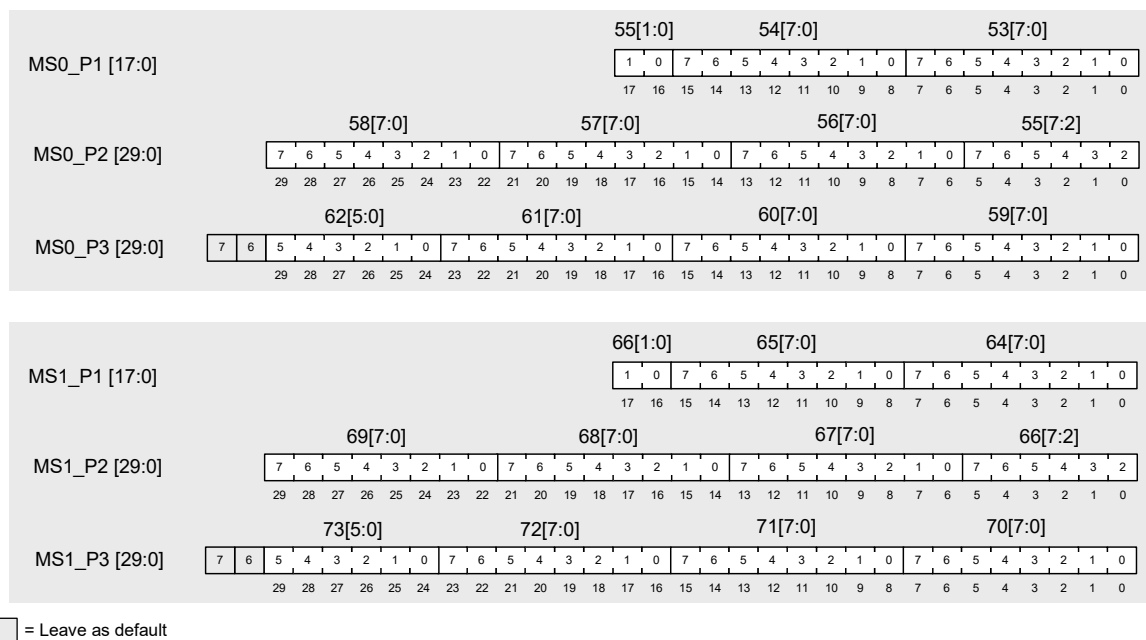 55[1:0] 54[7:0] 53[7:0]
MS0_P1 [17:0]
1 0 7 6 5 4 3 2 1 0 7 6 5 4 3 2 1 0
17 16 15 14 13 12 11 10 9 8 7 6 5 4 3 2 1 0
58[7:0] 57[7:0] 56[7:0] 55[7:2]
MS0_P2 [29:0]
7 6 5 4 3 2 1 0 7 6 5 4 3 2 1 0 7 6 5 4 3 2 1 0 7 6 5 4 3 2
29 28 27 26 25 24 23 22 21 20 19 18 17 16 15 14 13 12 11 10 9 8 7 6 5 4 3 2 1 0
62[5:0] 61[7:0] 60[7:0] 59[7:0]
MS0_P3 [29:0]
7 6 5 4 3 2 1 0 7 6 5 4 3 2 1 0 7 6 5 4 3 2 1 0 7 6 5 4 3 2 1 0
29 28 27 26 25 24 23 22 21 20 19 18 17 16 15 14 13 12 11 10 9 8 7 6 5 4 3 2 1 0
66[1:0] 65[7:0] 64[7:0]
MS1_P1 [17:0]
1 0 7 6 5 4 3 2 1 0 7 6 5 4 3 2 1 0
17 16 15 14 13 12 11 10 9 8 7 6 5 4 3 2 1 0
69[7:0] 68[7:0] 67[7:0] 66[7:2]
MS1_P2 [29:0]
7 6 5 4 3 2 1 0 7 6 5 4 3 2 1 0 7 6 5 4 3 2 1 0 7 6 5 4 3 2
29 28 27 26 25 24 23 22 21 20 19 18 17 16 15 14 13 12 11 10 9 8 7 6 5 4 3 2 1 0
73[5:0] 72[7:0] 71[7:0] 70[7:0]
MS1_P3 [29:0]
7 6 5 4 3 2 1 0 7 6 5 4 3 2 1 0 7 6 5 4 3 2 1 0 7 6 5 4 3 2 1 0
29 28 27 26 25 24 23 22 21 20 19 18 17 16 15 14 13 12 11 10 9 8 7 6 5 4 3 2 1 0
= Leave as default